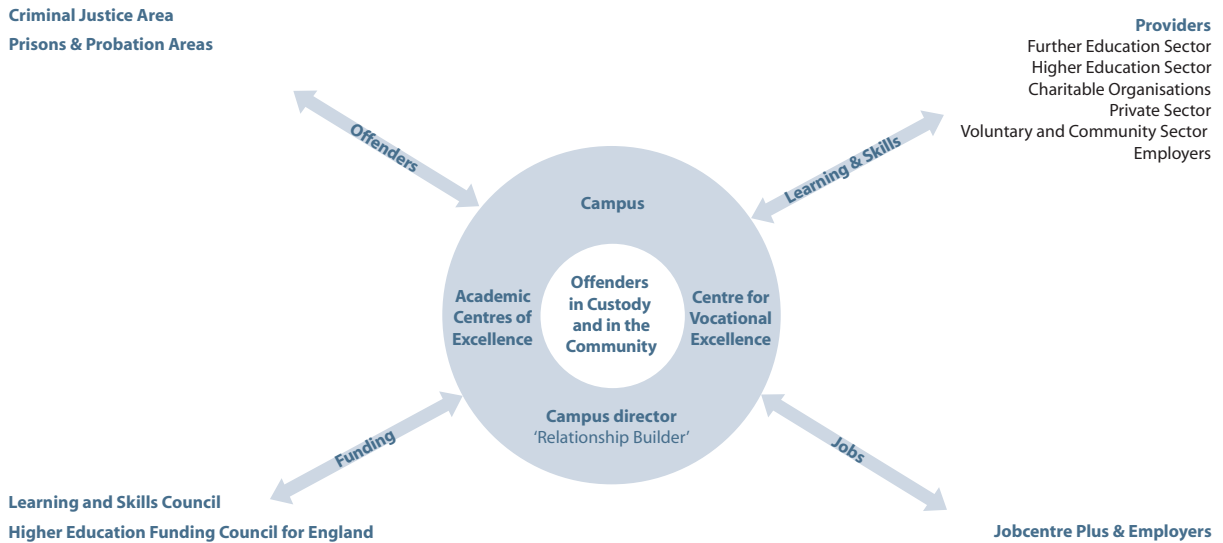 Criminal Justice Area
Prisons & Probation Areas
Providers
Further Education Sector
Higher Education Sector
Charitable Organisations
Private Sector
Voluntary and Community Sector
Employers
Offenders
Learning & Skills
Campus
Academic
Centres of
Excellence
Offenders
in Custody
and in the
Community
Centre for
Vocational
Excellence
Campus director
‘Relationship Builder’
Funding
Jobs
Learning and Skills Council
Higher Education Funding Council for England
Jobcentre Plus & Employers